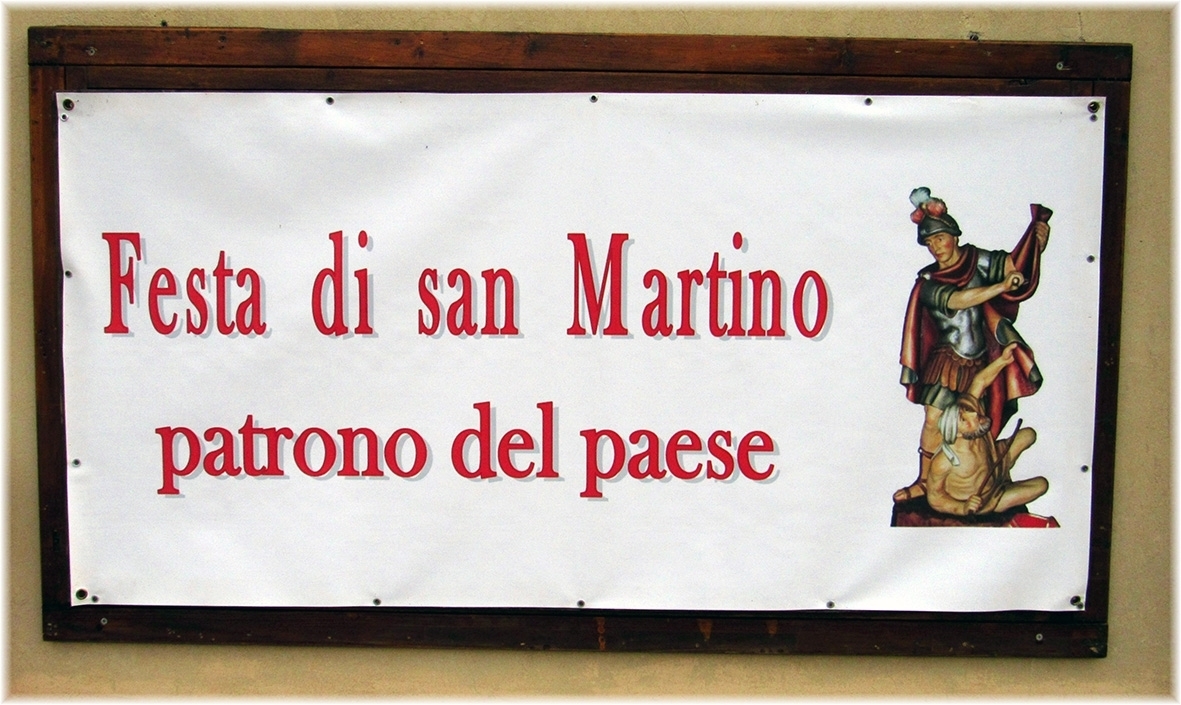 Festa di san Martino
patrono del paese